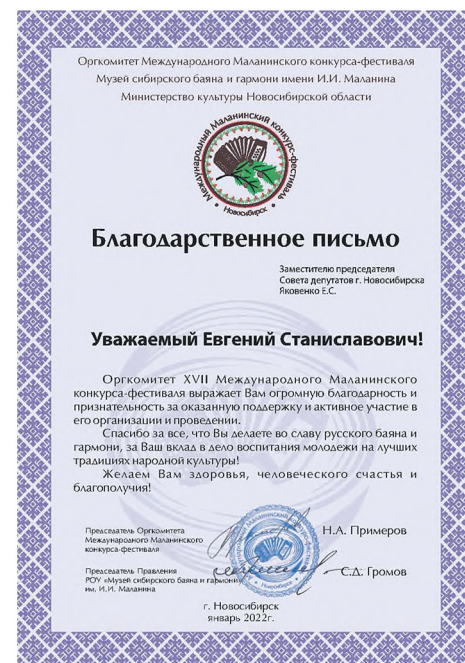 Оргкомитет Международного Маланинского конкурса-фестиваля
Музей сибирского баяна и гармони имени И.И. Маланина
Министерство культуры Новосибирской области
Международный Маланинский конкурс-фестиваль
Новосибирск
Благодарственное письмо
Заместителю председателя
Совета депутатов г. Новосибирска
Яковенко Е.С.
Уважаемый Евгений Станиславович!
Оргкомитет XVII Международного Маланинского
конкурса-фестиваля выражает Вам огромную благодарность и
признательность за оказанную поддержку и активное участие в
его организации и проведении.
Спасибо за все, что Вы делаете во славу русского баяна и
гармони, за Ваш вклад в дело воспитания молодежи на лучших
традициях народной культуры!
Желаем Вам здоровья, человеческого счастья и
благополучия!
Председатель Оргкомитета
Международного Маланинского
конкурса-фестиваля
Н.А. Примеров
Председатель Правления
РОУ «Музей сибирского баяна и гармони
им. И.И. Маланина
С.Д. Громов
г. Новосибирск
январь 2022г.